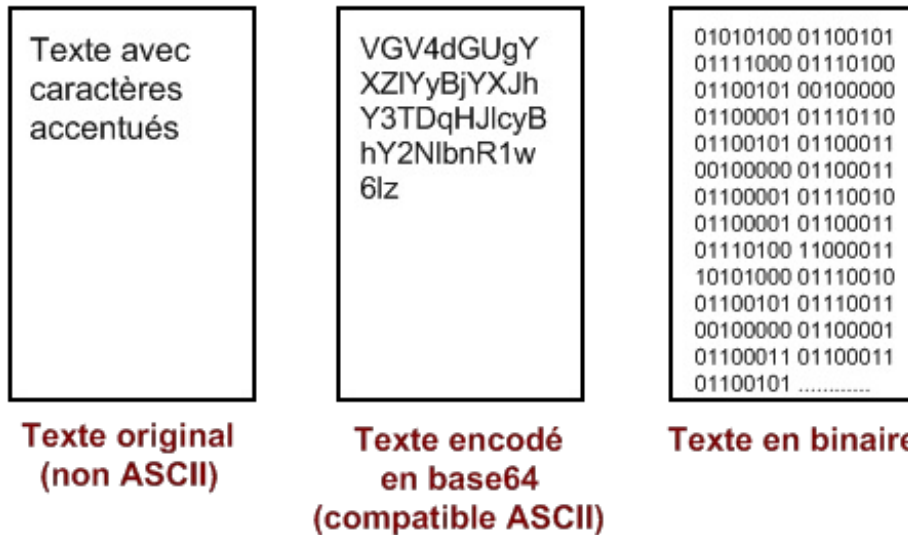 Texte avec
caractères
accentués
Texte original
(non ASCII)
VGV4dGUgY
XZlYyBjYXJh
Y3TDqHJlcyB
hY2NlbnR1w
6lz
Texte encodé
en base64
(compatible ASCII)
01010100 01100101
01111000 01110100
01100101 00100000
01100001 01110110
01100101 01100011
00100000 01100011
01100001 01110010
01100001 01100011
01110100 11000011
10101000 01110010
01100101 01110011
00100000 01100001
01100011 01100011
01100101 ............
Texte en binaire